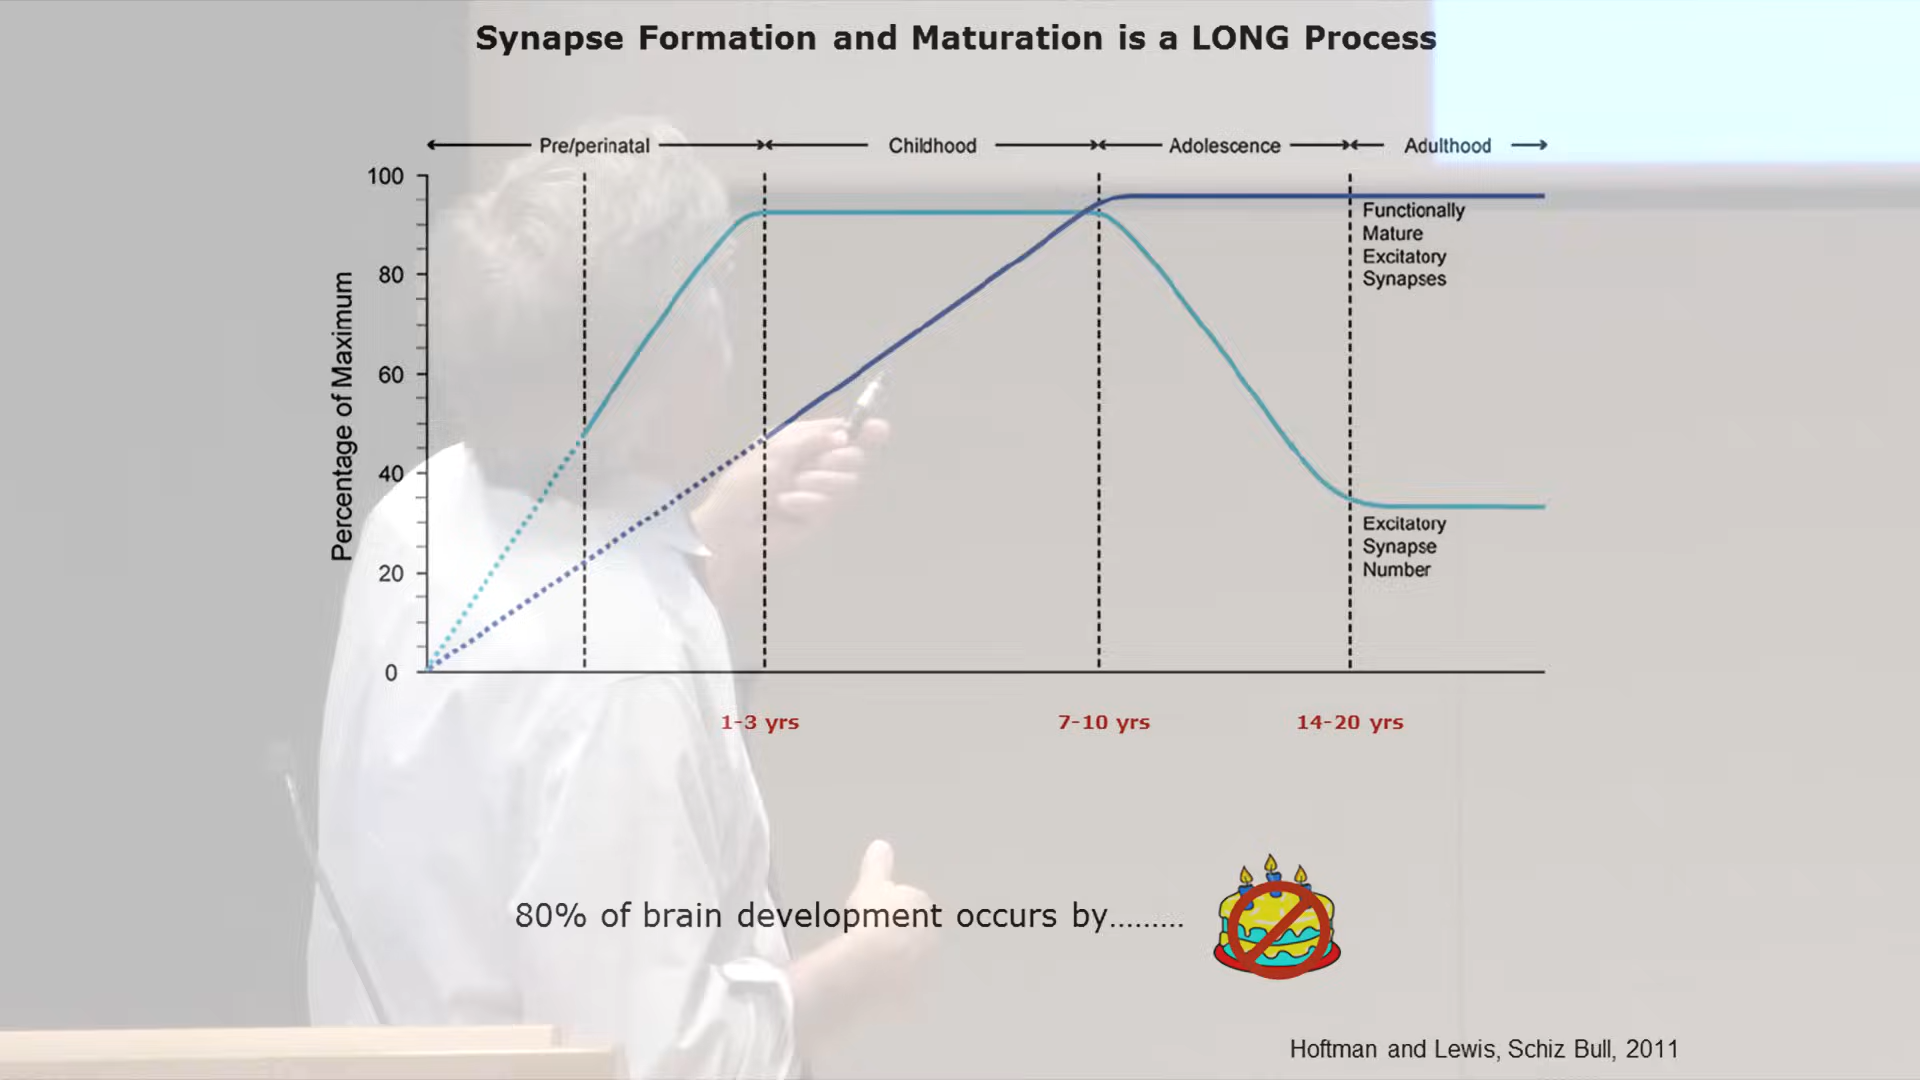 Synapse Formation and Maturation is a LONG Process
Pre/perinatal Childhood Adolescence Adulthood
100
80
60
40
20
0
Percentage of Maximum
Functionally
Mature
Excitatory
Synapses
Excitatory
Synapse
Number
1-3 yrs 7-10 yrs 14-20 yrs
80% of brain development occurs by.........
Hoftman and Lewis, Schiz Bull, 2011